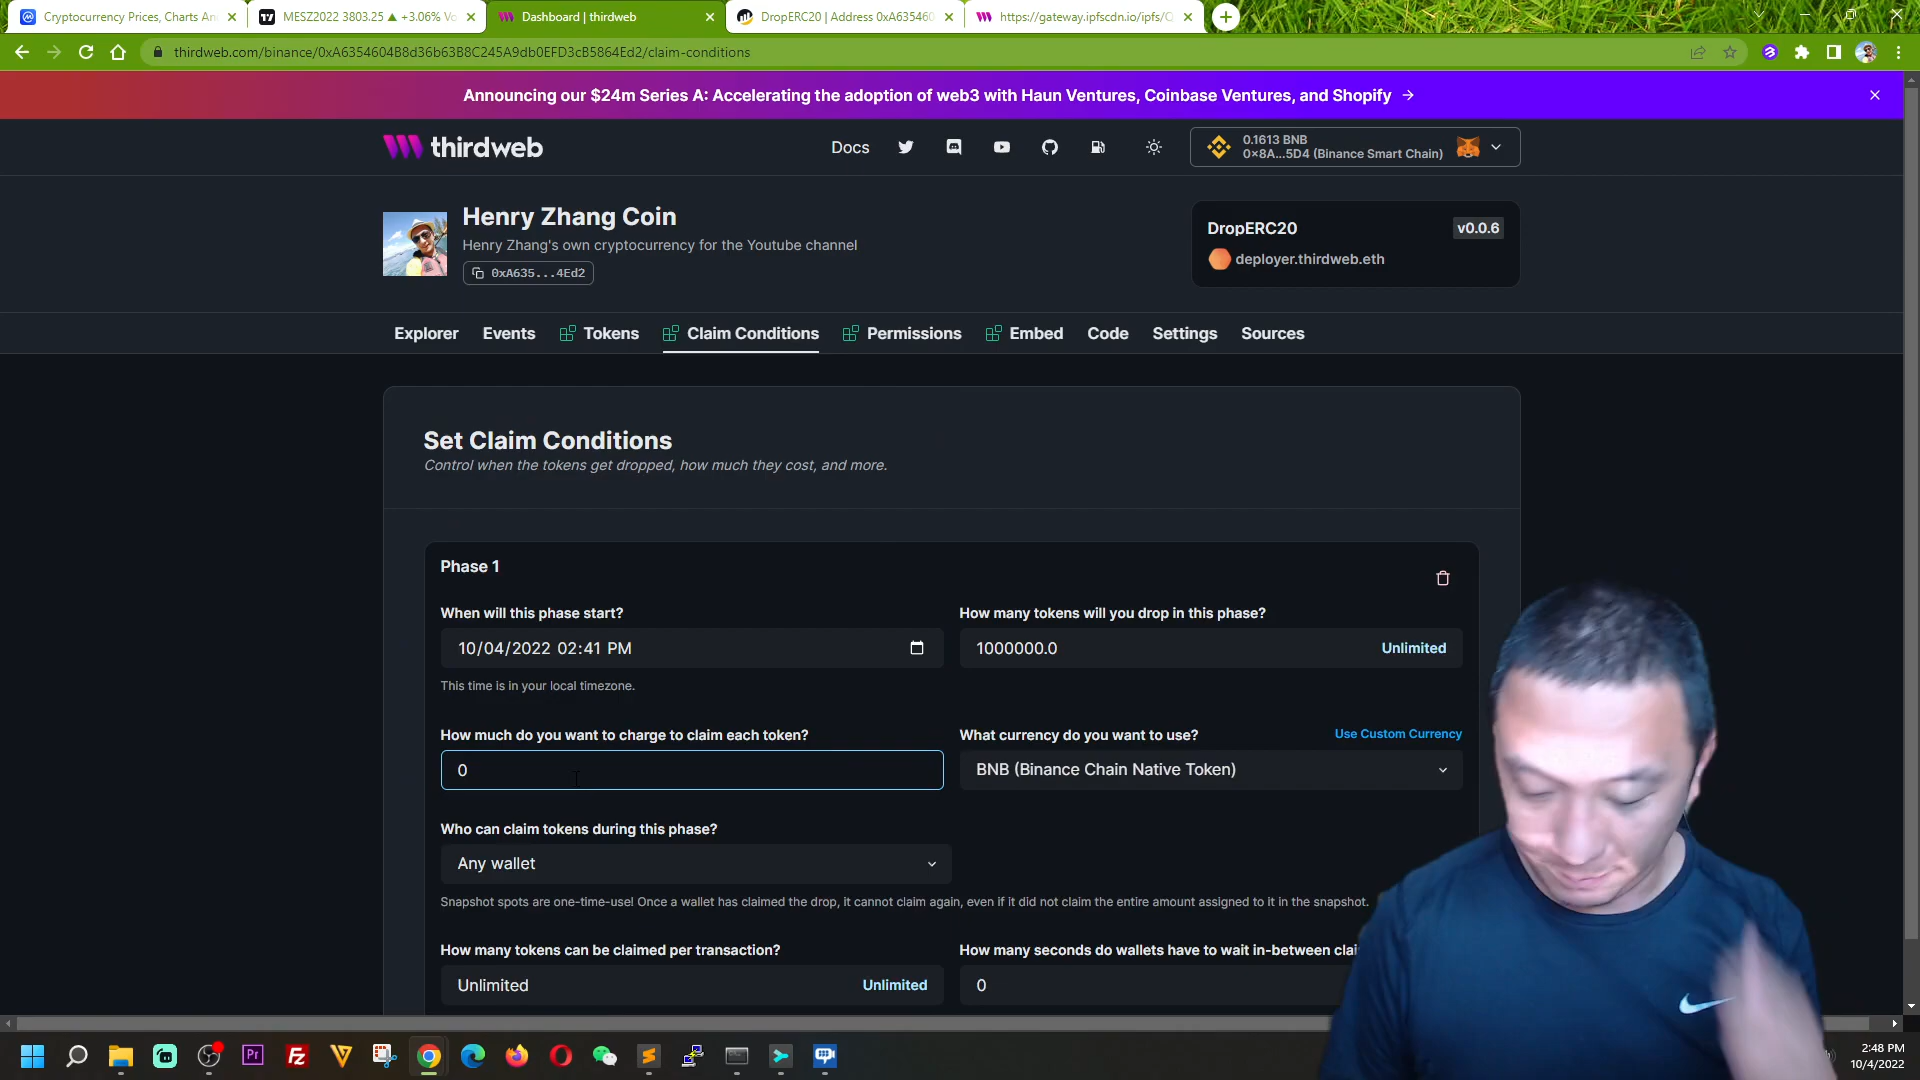 Cryptocurrency Prices, Charts An
MESZ2022 3803.25 ▲ +3.06% Vo
Dashboard | thirdweb
DropERC20 | Address 0xA635460
https://gateway.ipfscdn.io/ipfs/Q
thirdweb.com/binance/0xA6354604B8d36b63B8C245A9db0EFD3cB5864Ed2/claim-conditions
Announcing our $24m Series A: Accelerating the adoption of web3 with Haun Ventures, Coinbase Ventures, and Shopify →
thirdweb
Docs
0.1613 BNB
0x8A...5D4 (Binance Smart Chain)
Henry Zhang Coin
Henry Zhang's own cryptocurrency for the Youtube channel
0xA635...4Ed2
DropERC20
v0.0.6
deployer.thirdweb.eth
Explorer
Events
Tokens
Claim Conditions
Permissions
Embed
Code
Settings
Sources
Set Claim Conditions
Control when the tokens get dropped, how much they cost, and more.
Phase 1
When will this phase start?
10/04/2022 02:41 PM
This time is in your local timezone.
How many tokens will you drop in this phase?
1000000.0
Unlimited
How much do you want to charge to claim each token?
0
What currency do you want to use?
Use Custom Currency
BNB (Binance Chain Native Token)
Who can claim tokens during this phase?
Any wallet
Snapshot spots are one-time-use! Once a wallet has claimed the drop, it cannot claim again, even if it did not claim the entire amount assigned to it in the snapshot.
How many tokens can be claimed per transaction?
Unlimited
Unlimited
How many seconds do wallets have to wait in-between clai
0
Pr
Fz
2:48 PM
10/4/2022